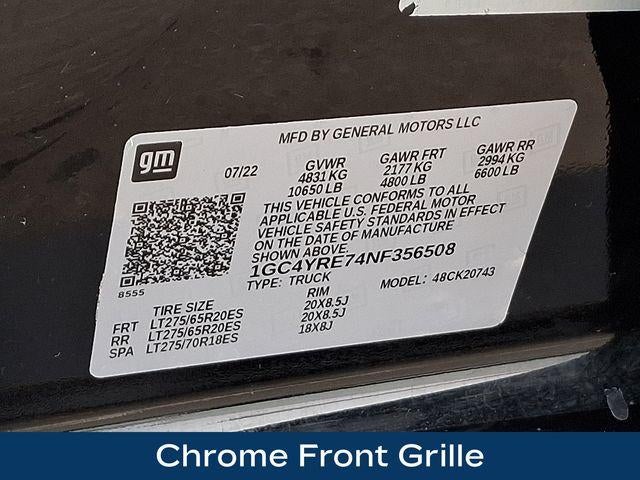 MFD BY GENERAL MOTORS LLC
gm
07/22
GVWR GAWR FRT GAWR RR
4831 KG 2177 KG 2994 KG
10650 LB 4800 LB 6600 LB
THIS VEHICLE CONFORMS TO ALL
APPLICABLE U.S. FEDERAL MOTOR
VEHICLE SAFETY STANDARDS IN EFFECT
ON THE DATE OF MANUFACTURE
SHOWN ABOVE.
1GC4YRE74NF356508
TYPE: TRUCK MODEL: 48CK20743
8555
TIRE SIZE RIM
FRT LT275/65R20ES 20X8.5J
RR LT275/65R20ES 20X8.5J
SPA LT275/70R18ES 18X8J
Chrome Front Grille